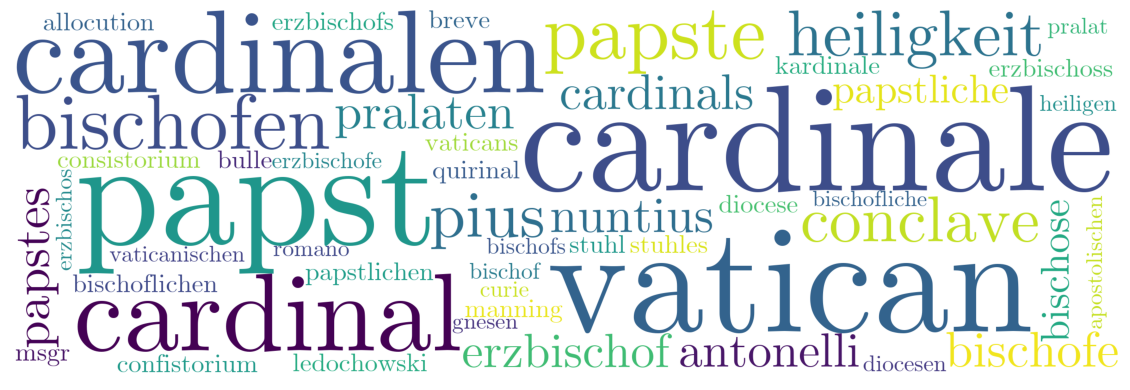 allocution erzbischofs breve
cardinalen papste heiligkeit pralat
kardinale erzbischoss
bischofen pralaten cardinals papstliche heiligen
vaticans cardinale
consistorium bulle erzbischofe quirinal
papstes erzbischos papst pius nuntius diocese bischofliche conclave bischose apostolischen
vaticanischen romano bischofs stuhl stuhles
bischoflichen papstlichen bischof vatican
curie
cardinal gnesen manning
msgr confistorium ledochowski erzbischof antonelli diocesen bischofe